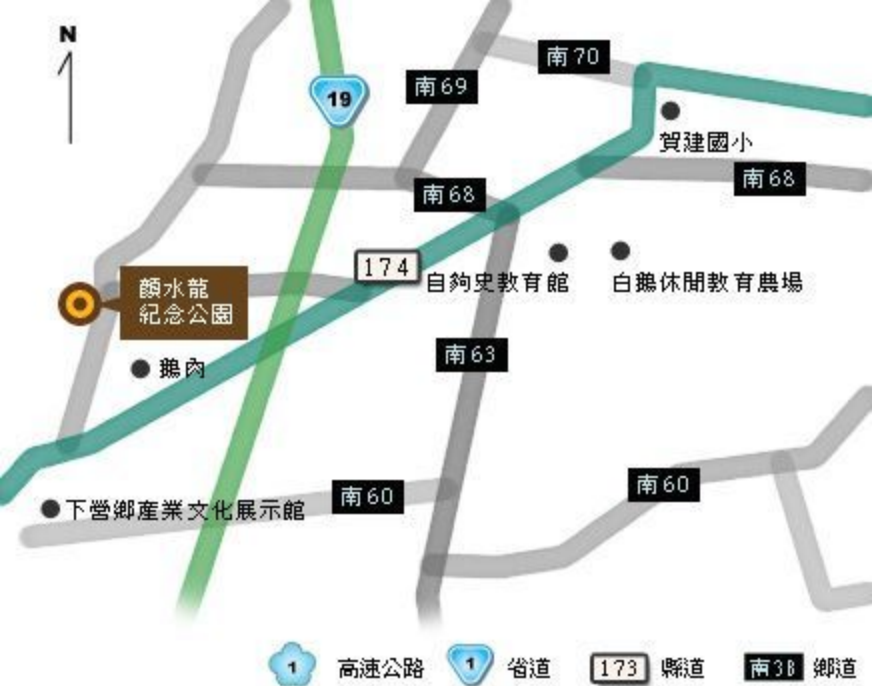 N
南70
南69
19
賀建國小
南68
南68
174
自夠史教育館
白鵝休閒教育農場
顏水龍
紀念公園
南63
鵝肉
南60
南60
下營鄉產業文化展示館
1 高速公路
1 省道
173 縣道
南38 鄉道